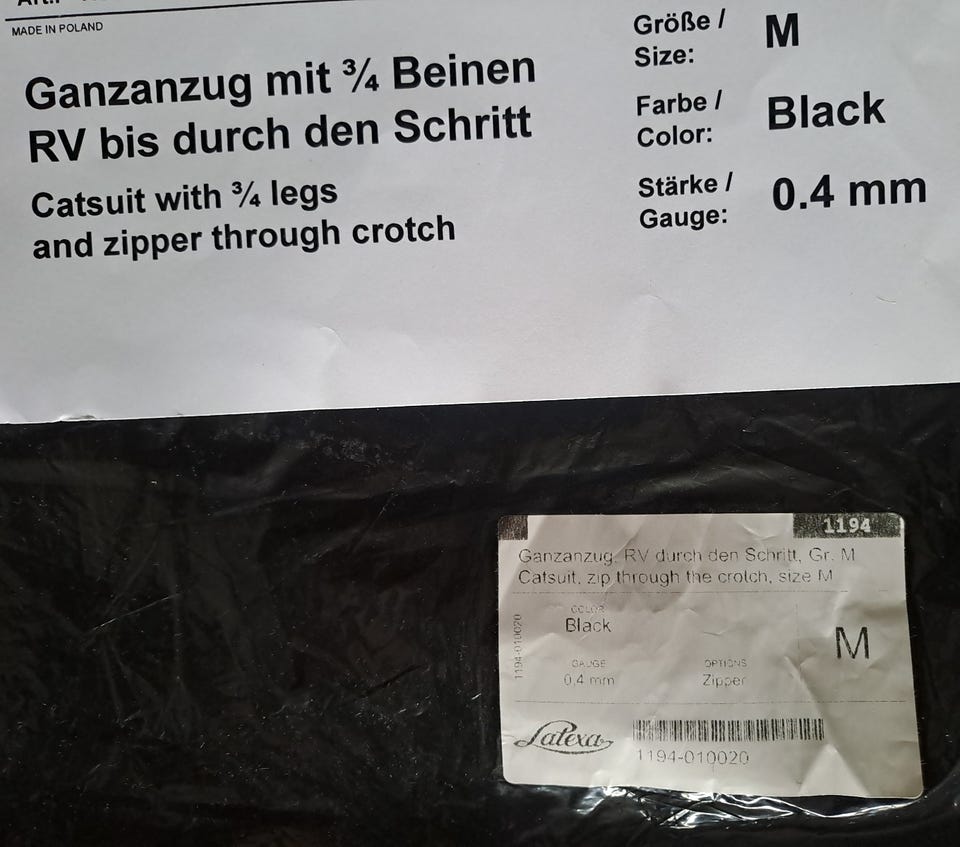 MADE IN POLAND
Ganzanzug mit ¾ Beinen
RV bis durch den Schritt
Catsuit with ¾ legs
and zipper through crotch
Größe /
Size:
M
Farbe /
Color:
Black
Stärke /
Gauge:
0.4 mm
1194
Ganzanzug, RV durch den Schritt, Gr. M
Catsuit, zip through the crotch, size M
COLOR
Black
M
GAUGE
0,4 mm
OPTIONS
Zipper
1194-010020
Latexa
1194-010020